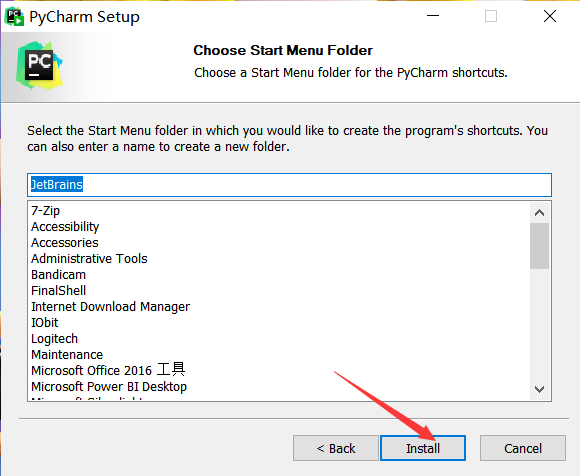 PyCharm Setup
PC
Choose Start Menu Folder
Choose a Start Menu folder for the PyCharm shortcuts.
Select the Start Menu folder in which you would like to create the program's shortcuts. You
can also enter a name to create a new folder.
JetBrains
7-Zip
Accessibility
Accessories
Administrative Tools
Bandicam
FinalShell
Internet Download Manager
IObit
Logitech
Maintenance
Microsoft Office 2016 工具
Microsoft Power BI Desktop
< Back
Install
Cancel